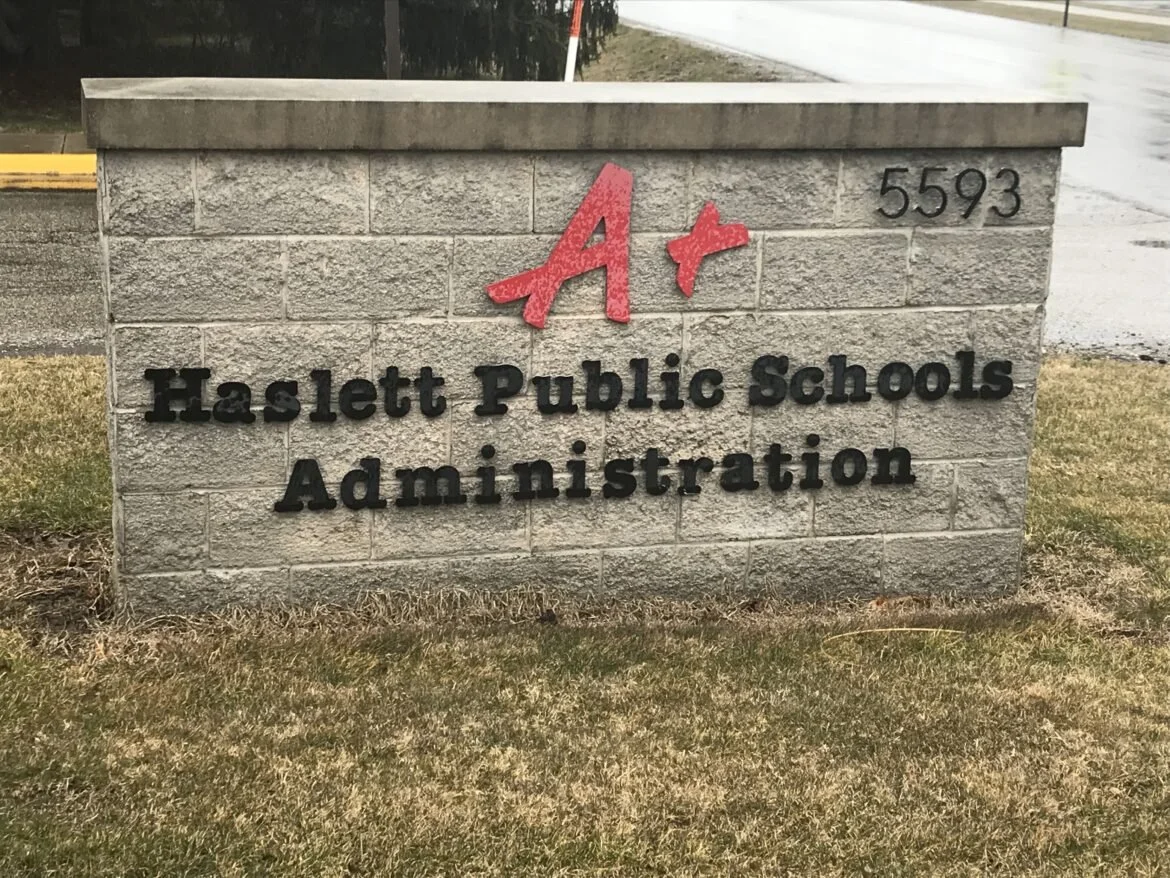 A+
5593
Haslett Public Schools
Administration